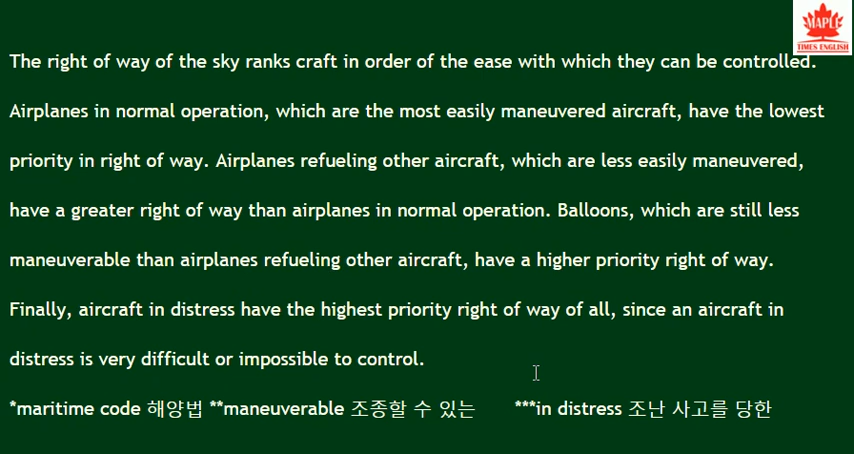 MAPLE
TIMES ENGLISH
The right of way of the sky ranks craft in order of the ease with which they can be controlled.
Airplanes in normal operation, which are the most easily maneuvered aircraft, have the lowest
priority in right of way. Airplanes refueling other aircraft, which are less easily maneuvered,
have a greater right of way than airplanes in normal operation. Balloons, which are still less
maneuverable than airplanes refueling other aircraft, have a higher priority right of way.
Finally, aircraft in distress have the highest priority right of way of all, since an aircraft in
distress is very difficult or impossible to control.
*maritime code 해양법 **maneuverable 조종할 수 있는 ***in distress 조난 사고를 당한